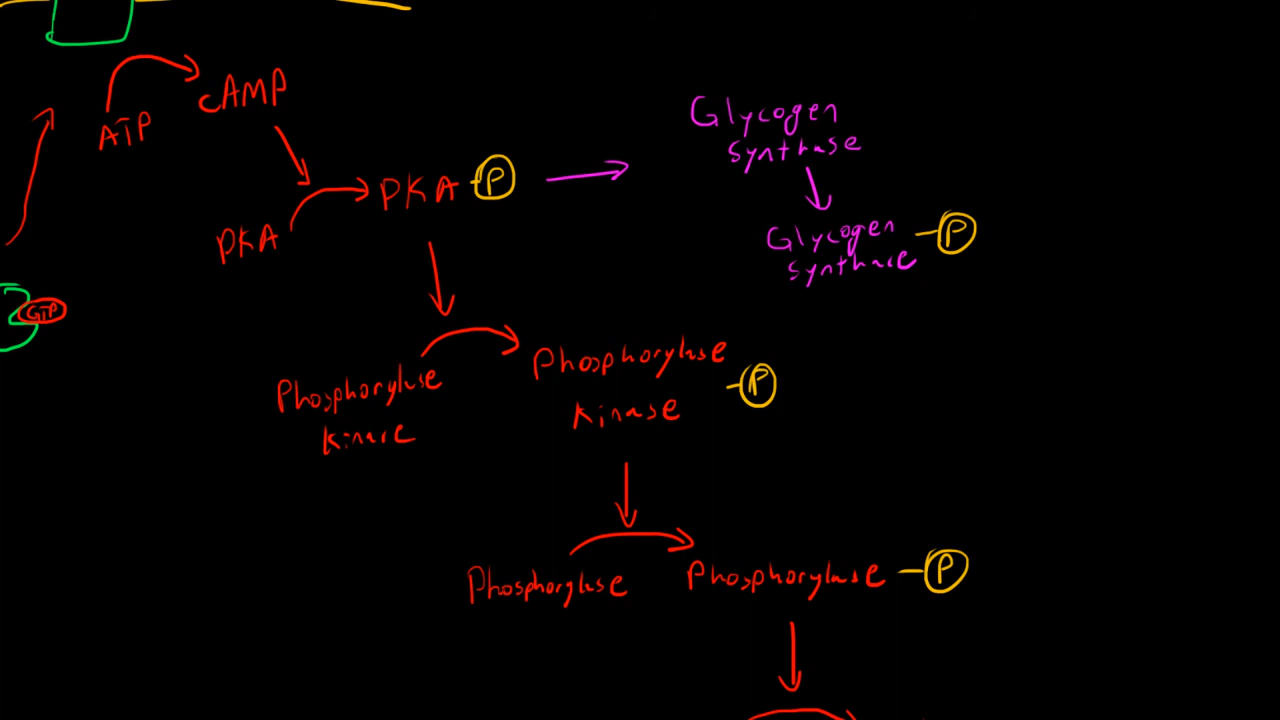 ATP
cAMP
Glycogen
synthase
PKA
PKA
P
Glycogen
synthase
P
GTP
Phosphorylase
kinase
Phosphorylase
kinase
P
Phosphorylase
Phosphorylase
P